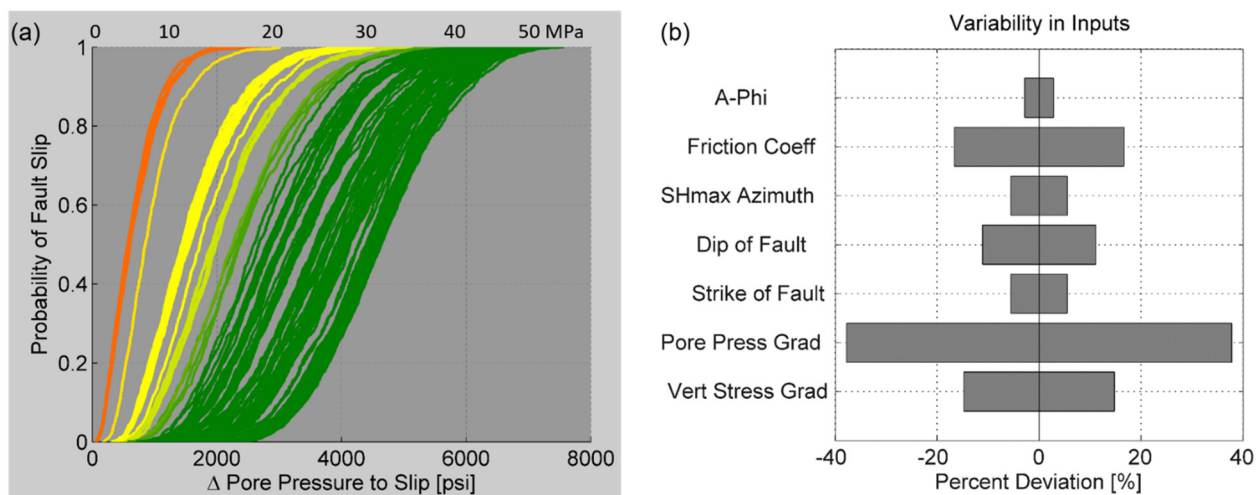 (a)
0 10 20 30 40 50 MPa
1
0.8
0.6
0.4
0.2
0
Probability of Fault Slip
0 2000 4000 6000 8000
Δ Pore Pressure to Slip [psi]
(b)
Variability in Inputs
A-Phi
Friction Coeff
SHmax Azimuth
Dip of Fault
Strike of Fault
Pore Press Grad
Vert Stress Grad
-40 -20 0 20 40
Percent Deviation [%]